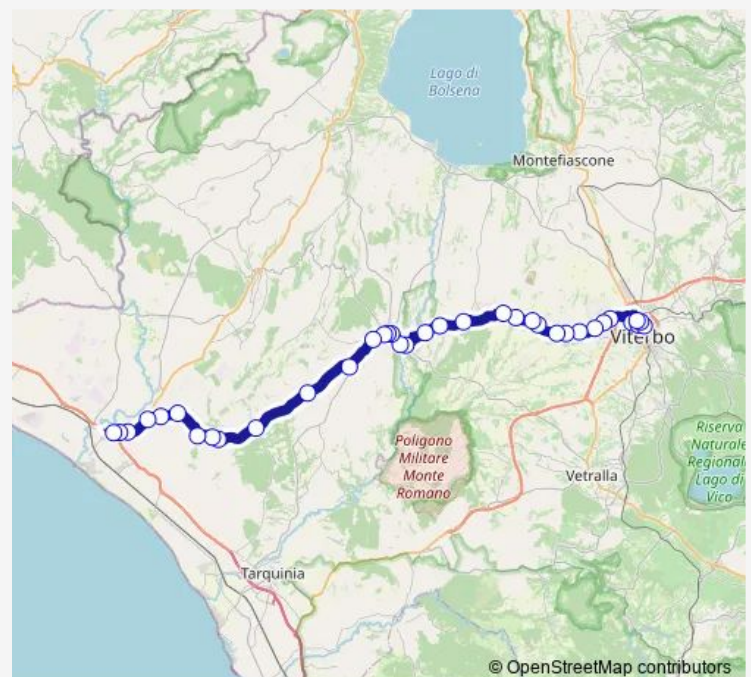 Lago di
Bolsena
Montefiascone
Viterbo
Riserva
Naturale
Regionale
Lago di
Vico
Poligono
Militare
Monte
Romano
Vetralla
Tarquinia
© OpenStreetMap contributors